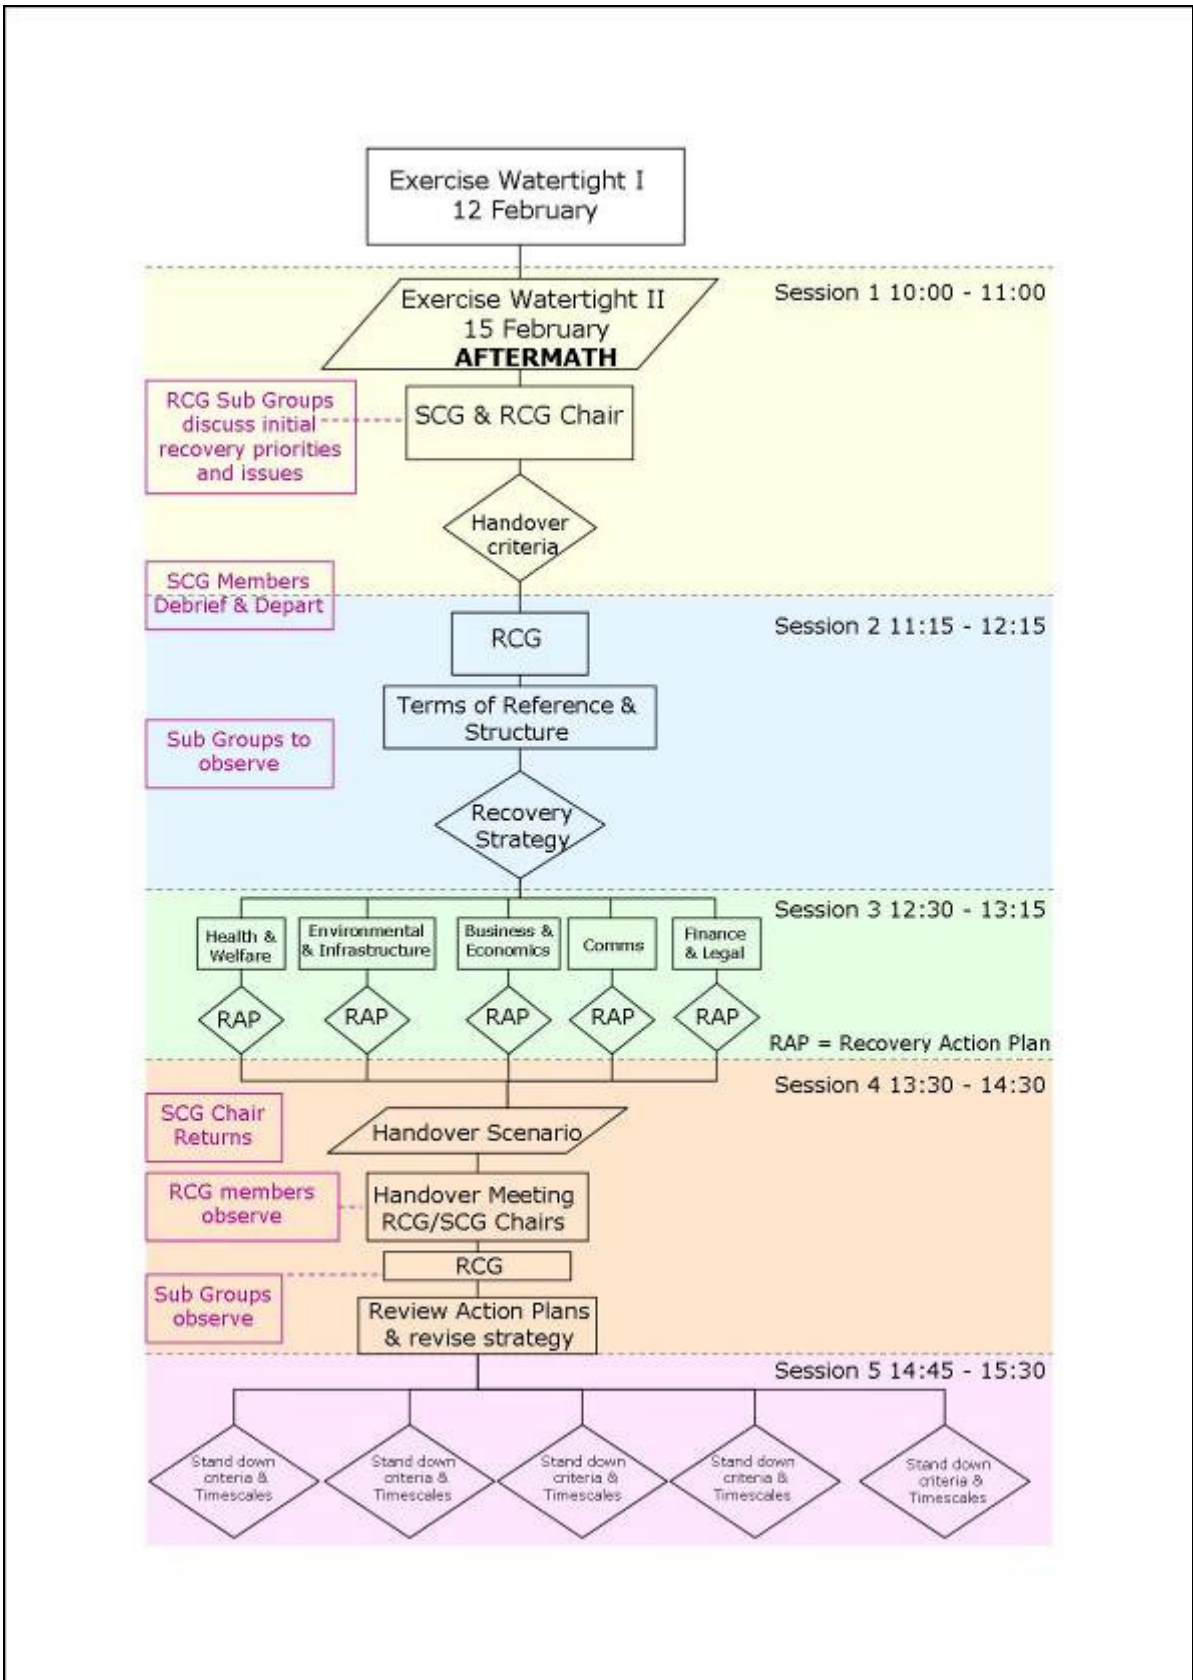 Exercise Watertight I
12 February
Session 1 10:00 - 11:00
Exercise Watertight II
15 February
AFTERMATH
RCG Sub Groups
discuss initial
recovery priorities
and issues
SCG & RCG Chair
Handover
criteria
SCG Members
Debrief & Depart
Session 2 11:15 - 12:15
RCG
Terms of Reference &
Structure
Sub Groups to
observe
Recovery
Strategy
Session 3 12:30 - 13:15
Health &
Welfare
Environmental
& Infrastructure
Business &
Economics
Comms
Finance
& Legal
RAP
RAP
RAP
RAP
RAP
RAP = Recovery Action Plan
Session 4 13:30 - 14:30
SCG Chair
Returns
Handover Scenario
RCG members
observe
Handover Meeting
RCG/SCG Chairs
RCG
Sub Groups
observe
Review Action Plans
& revise strategy
Session 5 14:45 - 15:30
Stand down
criteria &
Timescales
Stand down
criteria &
Timescales
Stand down
criteria &
Timescales
Stand down
criteria &
Timescales
Stand down
criteria &
Timescales